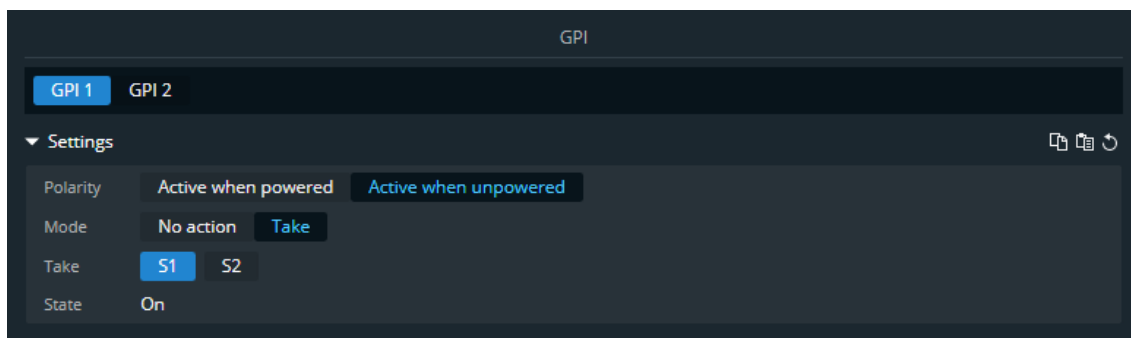 GPI
GPI 1 GPI 2
Settings
Polarity Active when powered Active when unpowered
Mode No action Take
Take S1 S2
State On